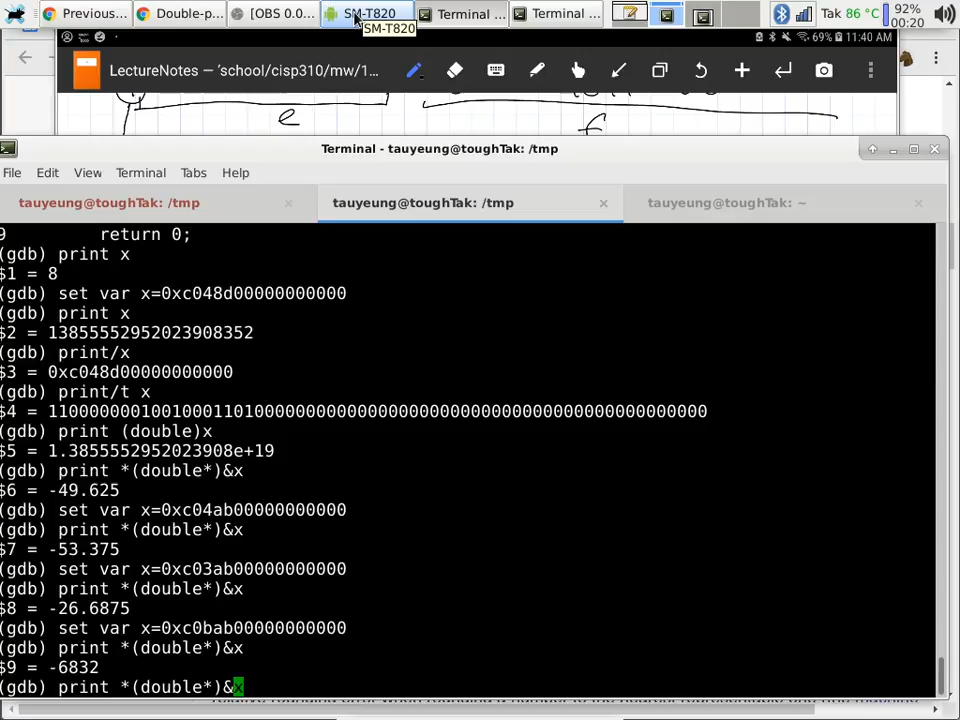 Previous...
Double-p...
[OBS 0.0...
SM-T820
Terminal ...
Terminal ...
Tak 86 °C
92%
00:20
SM-T820
69%
11:40 AM
LectureNotes — ‘school/cisp310/mw/1…
e
f
Terminal - tauyeung@toughTak: /tmp
File Edit View Terminal Tabs Help
tauyeung@toughTak: /tmp
tauyeung@toughTak: /tmp
tauyeung@toughTak: ~
9 return 0;
(gdb) print x
$1 = 8
(gdb) set var x=0xc048d00000000000
(gdb) print x
$2 = 13855552952023908352
(gdb) print/x
$3 = 0xc048d00000000000
(gdb) print/t x
$4 = 1100000001001000110100000000000000000000000000000000000000000000
(gdb) print (double)x
$5 = 1.3855552952023908e+19
(gdb) print *(double*)&x
$6 = -49.625
(gdb) set var x=0xc04ab00000000000
(gdb) print *(double*)&x
$7 = -53.375
(gdb) set var x=0xc03ab00000000000
(gdb) print *(double*)&x
$8 = -26.6875
(gdb) set var x=0xc0bab00000000000
(gdb) print *(double*)&x
$9 = -6832
(gdb) print *(double*)&x